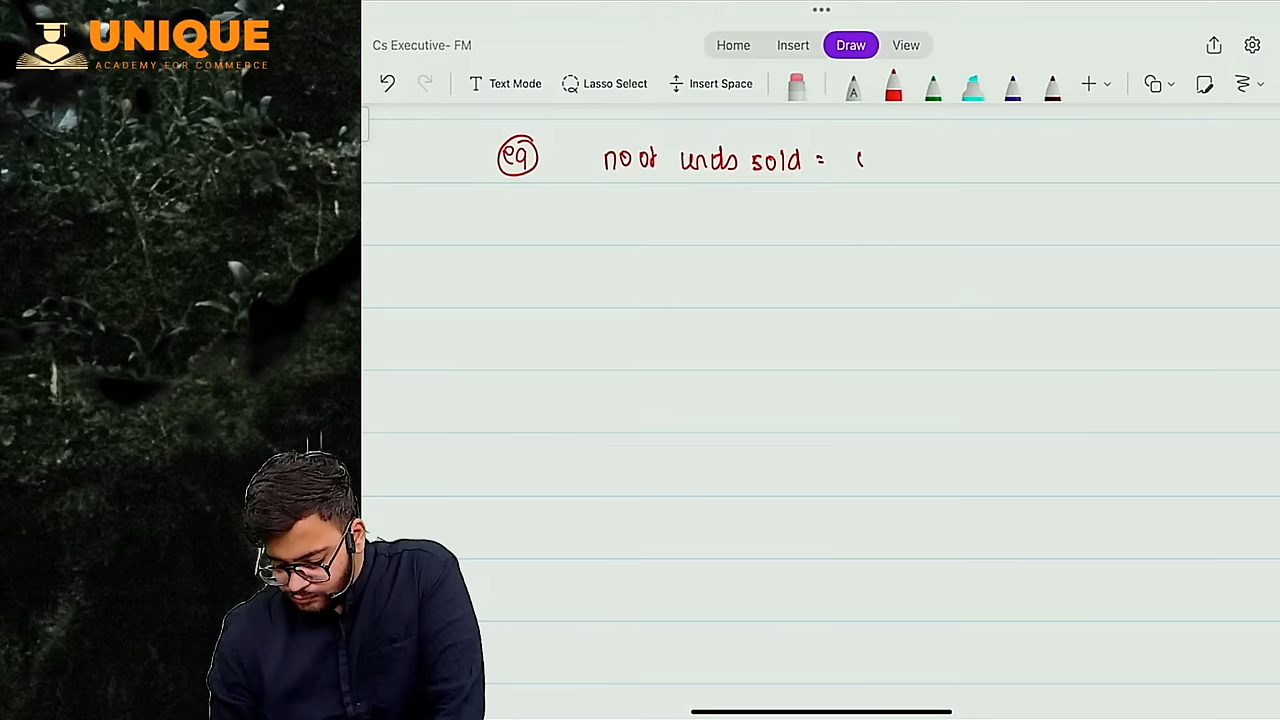 UNIQUE
ACADEMY FOR COMMERCE
Cs Executive- FM
Home Insert Draw View
Text Mode Lasso Select Insert Space
A
eg no of units sold =